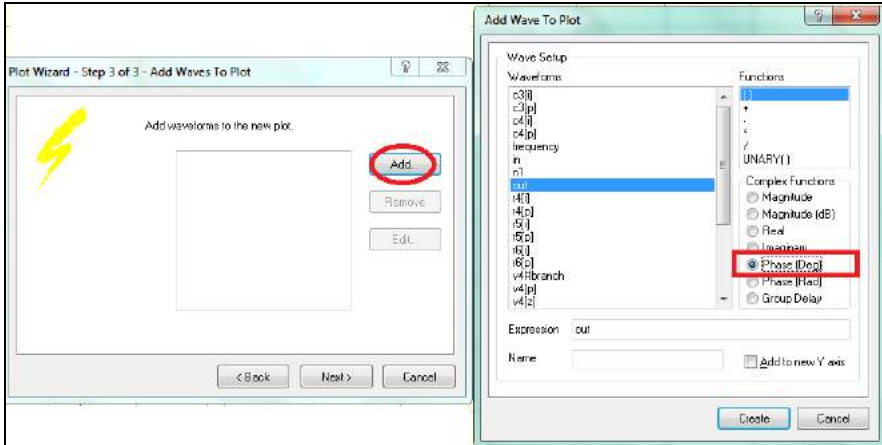 Plot Wizard - Step 3 of 3 - Add Waves To Plot
Add waveforms to the new plot.
Add...
Remove
Edit...
< Back
Next >
Cancel
Add Wave To Plot
Wave Setup
Waveforms
c3[i]
c3[p]
c4[i]
c4[p]
frequency
in
n1
out
r4[i]
r4[p]
r5[i]
r5[p]
r6[i]
r6[p]
v4#branch
v4[p]
v4[z]
Functions
()
+
-
*
/
UNARY()
Complex Functions
Magnitude
Magnitude (dB)
Real
Imaginary
Phase (Deg)
Phase (Rad)
Group Delay
Expression out
Name
Add to new Y axis
Create
Cancel